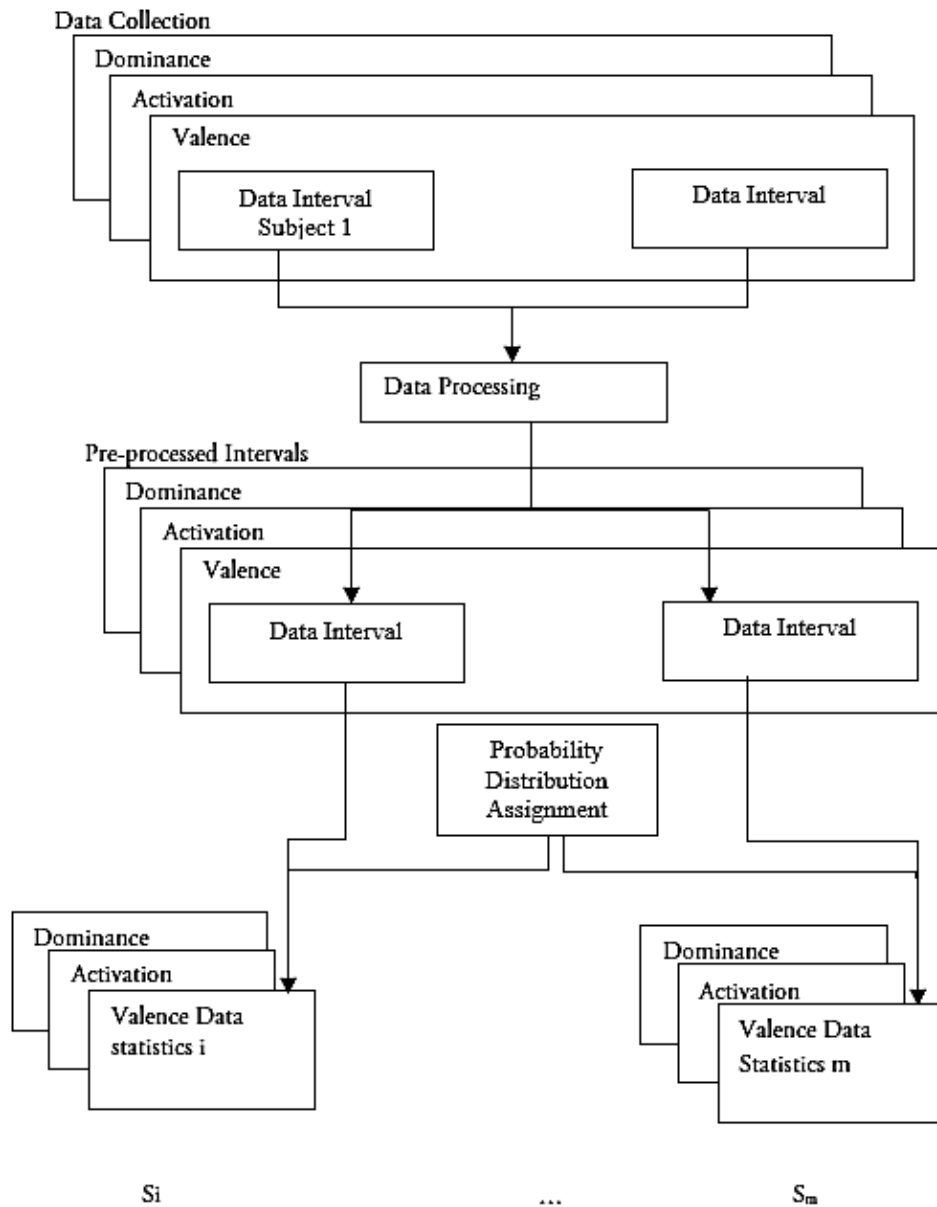 Data Collection
Dominance
Activation
Valence
Data Interval
Subject 1
Data Interval
Data Processing
Pre-processed Intervals
Dominance
Activation
Valence
Data Interval
Data Interval
Probability
Distribution
Assignment
Dominance
Activation
Valence Data
statistics i
Dominance
Activation
Valence Data
Statistics m
Si
...
Sm